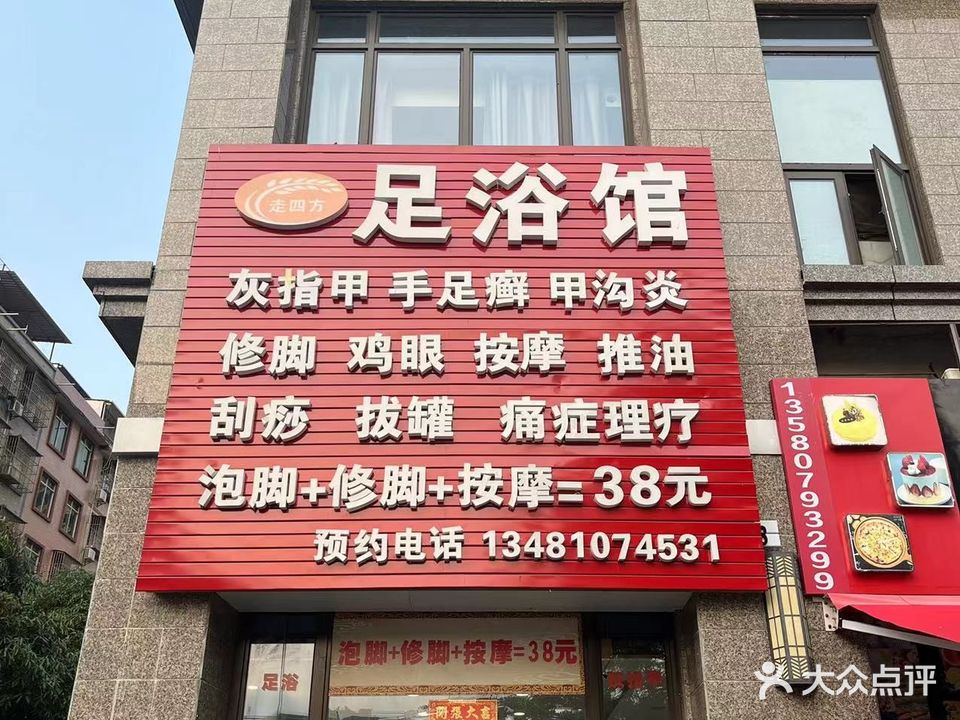 走四方
足浴馆
灰指甲 手足癣 甲沟炎
修脚 鸡眼 按摩 推油
刮痧 拔罐 痛症理疗
泡脚+修脚+按摩=38元
预约电话 13481074531
13580793299
泡脚+修脚+按摩=38元
足浴
大众点评